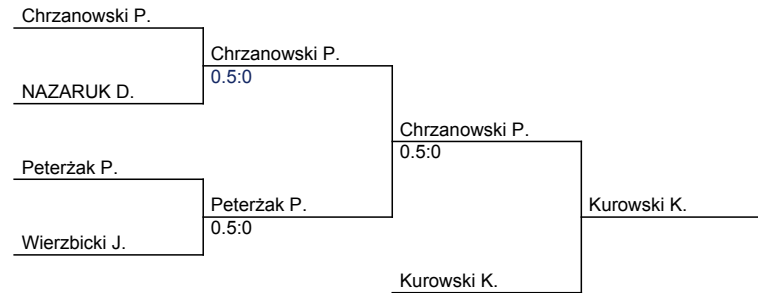 Chrzanowski P.
Chrzanowski P.
0.5:0
NAZARUK D.
Chrzanowski P.
0.5:0
Peterżak P.
Peterżak P.
0.5:0
Kurowski K.
Wierzbicki J.
Kurowski K.